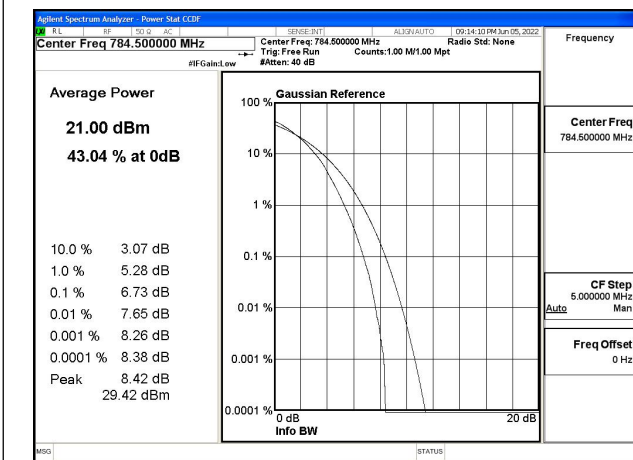 Agilent Spectrum Analyzer - Power Stat CCDF
RL RF 50 Ω AC SENSE:INT ALIGN AUTO 09:14:10 PM Jun 05, 2022
Center Freq 784.500000 MHz
Center Freq: 784.500000 MHz Radio Std: None
Trig: Free Run Counts:1.00 M/1.00 Mpt
#IFGain:Low #Atten: 40 dB
Frequency
Average Power
21.00 dBm
43.04 % at 0dB
10.0 % 3.07 dB
1.0 % 5.28 dB
0.1 % 6.73 dB
0.01 % 7.65 dB
0.001 % 8.26 dB
0.0001 % 8.38 dB
Peak 8.42 dB
29.42 dBm
Gaussian Reference
100 %
10 %
1 %
0.1 %
0.01 %
0.001 %
0.0001 %
0 dB 20 dB
Info BW
Center Freq
784.500000 MHz
CF Step
5.000000 MHz
Auto Man
Freq Offset
0 Hz
MSG STATUS